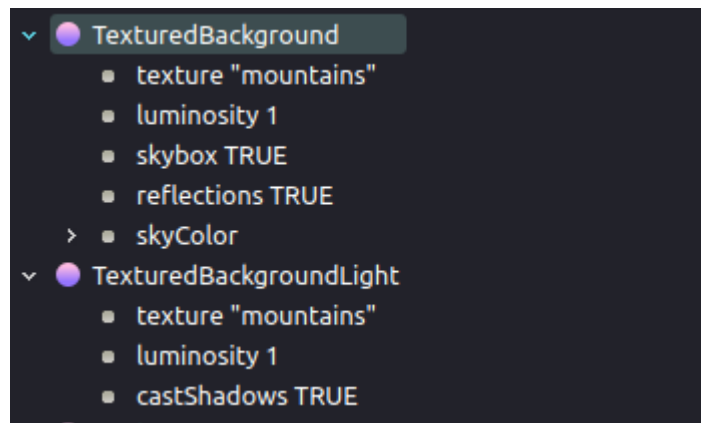 TexturedBackground
texture "mountains"
luminosity 1
skybox TRUE
reflections TRUE
skyColor
TexturedBackgroundLight
texture "mountains"
luminosity 1
castShadows TRUE